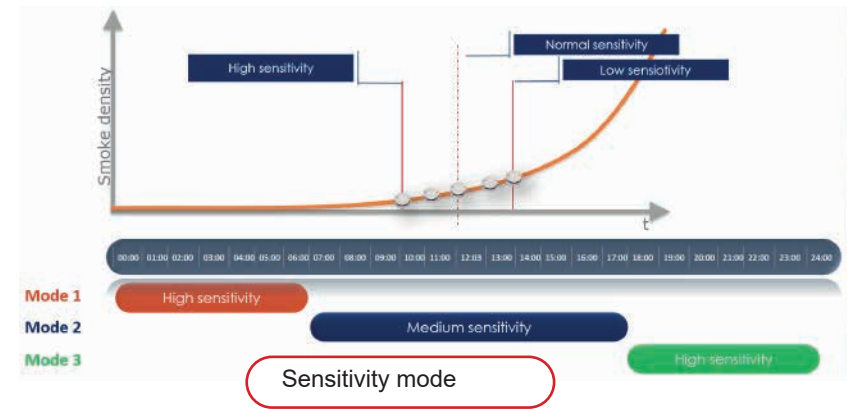 Smoke density
Normal sensitivity
High sensitivity
Low sensiotivity
t
00:00 01:00 02:00 03:00 04:00 05:00 06:00 07:00 08:00 09:00 10:00 11:00 12:03 13:00 14:00 15:00 16:00 17:00 18:00 19:00 20:00 21:00 22:00 23:00 24:00
Mode 1 High sensitivity
Mode 2 Medium sensitivity
Mode 3 High sensitivity
Sensitivity mode